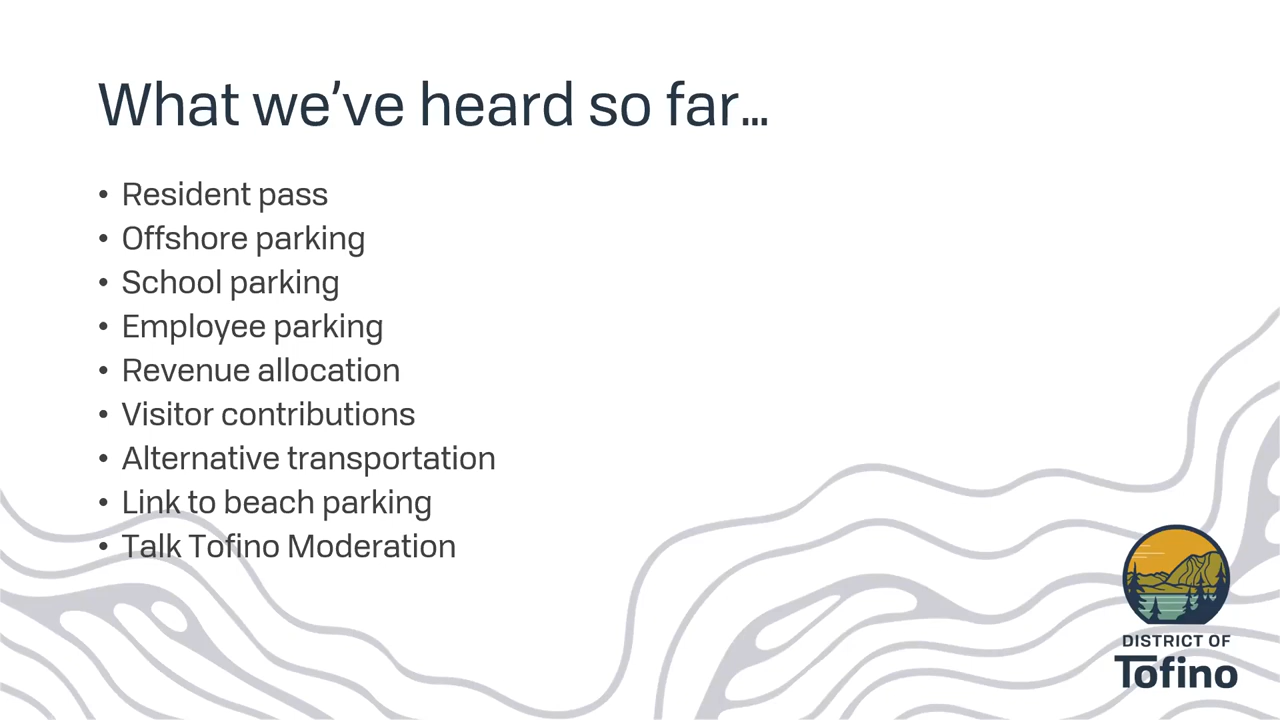 What we've heard so far...
• Resident pass
• Offshore parking
• School parking
• Employee parking
• Revenue allocation
• Visitor contributions
• Alternative transportation
• Link to beach parking
• Talk Tofino Moderation
DISTRICT OF
Tofino